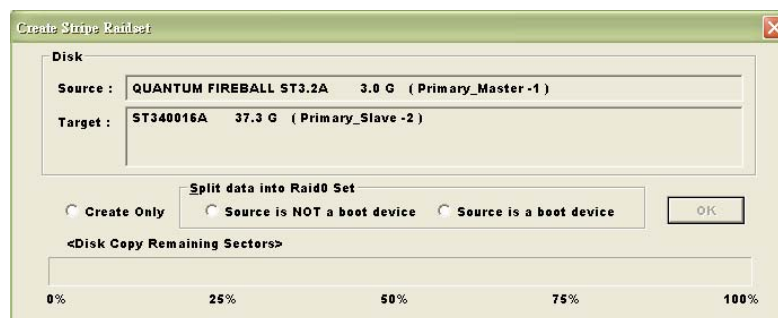 Create Stripe Raidset
Disk
Source : QUANTUM FIREBALL ST3.2A 3.0 G ( Primary_Master -1 )
Target : ST340016A 37.3 G ( Primary_Slave -2 )
Split data into Raid0 Set
Create Only Source is NOT a boot device Source is a boot device OK
<Disk Copy Remaining Sectors>
0% 25% 50% 75% 100%